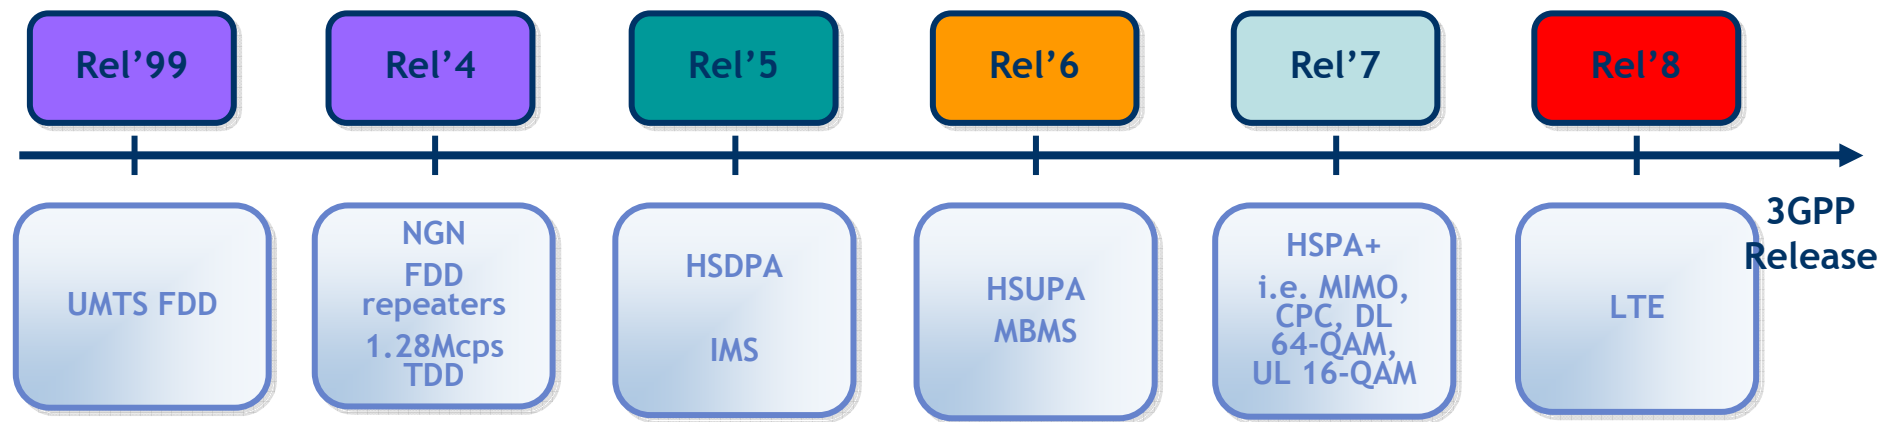 Rel’99
Rel’4
Rel’5
Rel’6
Rel’7
Rel’8
3GPP
Release
UMTS FDD
NGN
FDD
repeaters
1.28Mcps
TDD
HSDPA
IMS
HSUPA
MBMS
HSPA+
i.e. MIMO,
CPC, DL
64-QAM,
UL 16-QAM
LTE